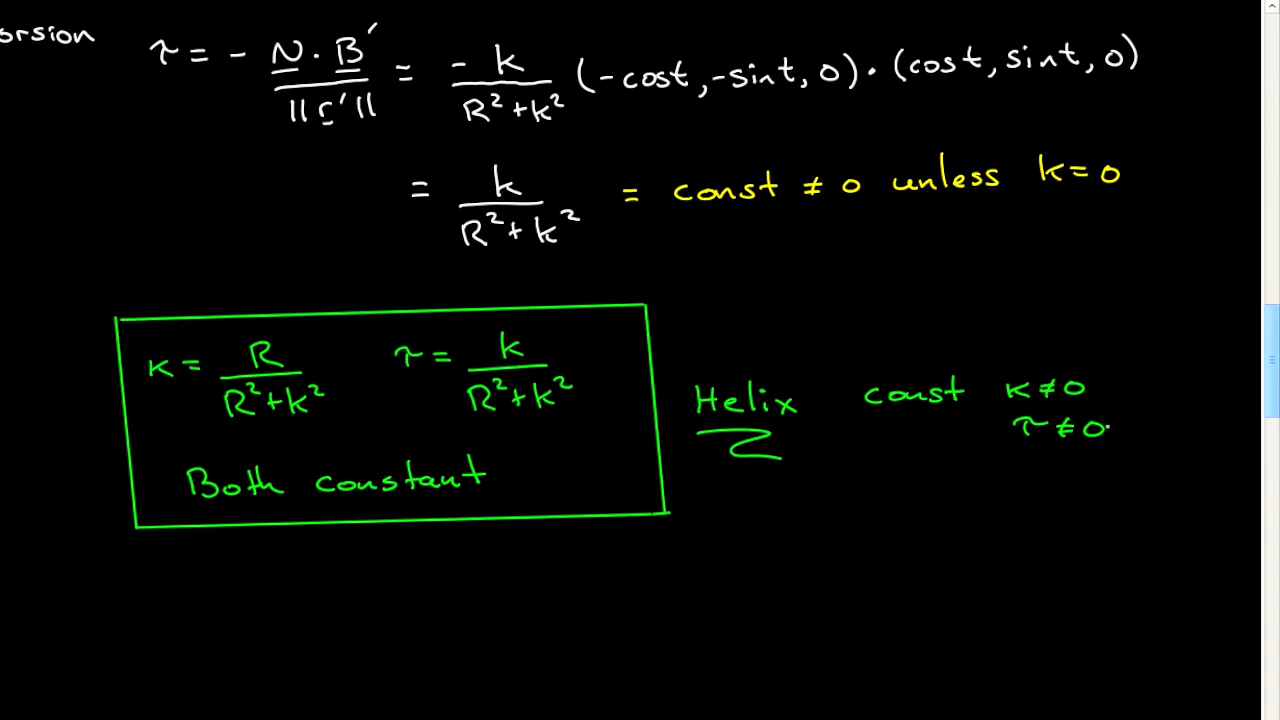 orsion τ = - N · B′ / ||r′|| = -k / R² + k² (-cost, -sint, 0) · (cost, sint, 0)
= k / R² + k² = const ≠ 0 unless k = 0
κ = R / R² + k² τ = k / R² + k²
Helix const κ ≠ 0
τ ≠ 0
Both constant